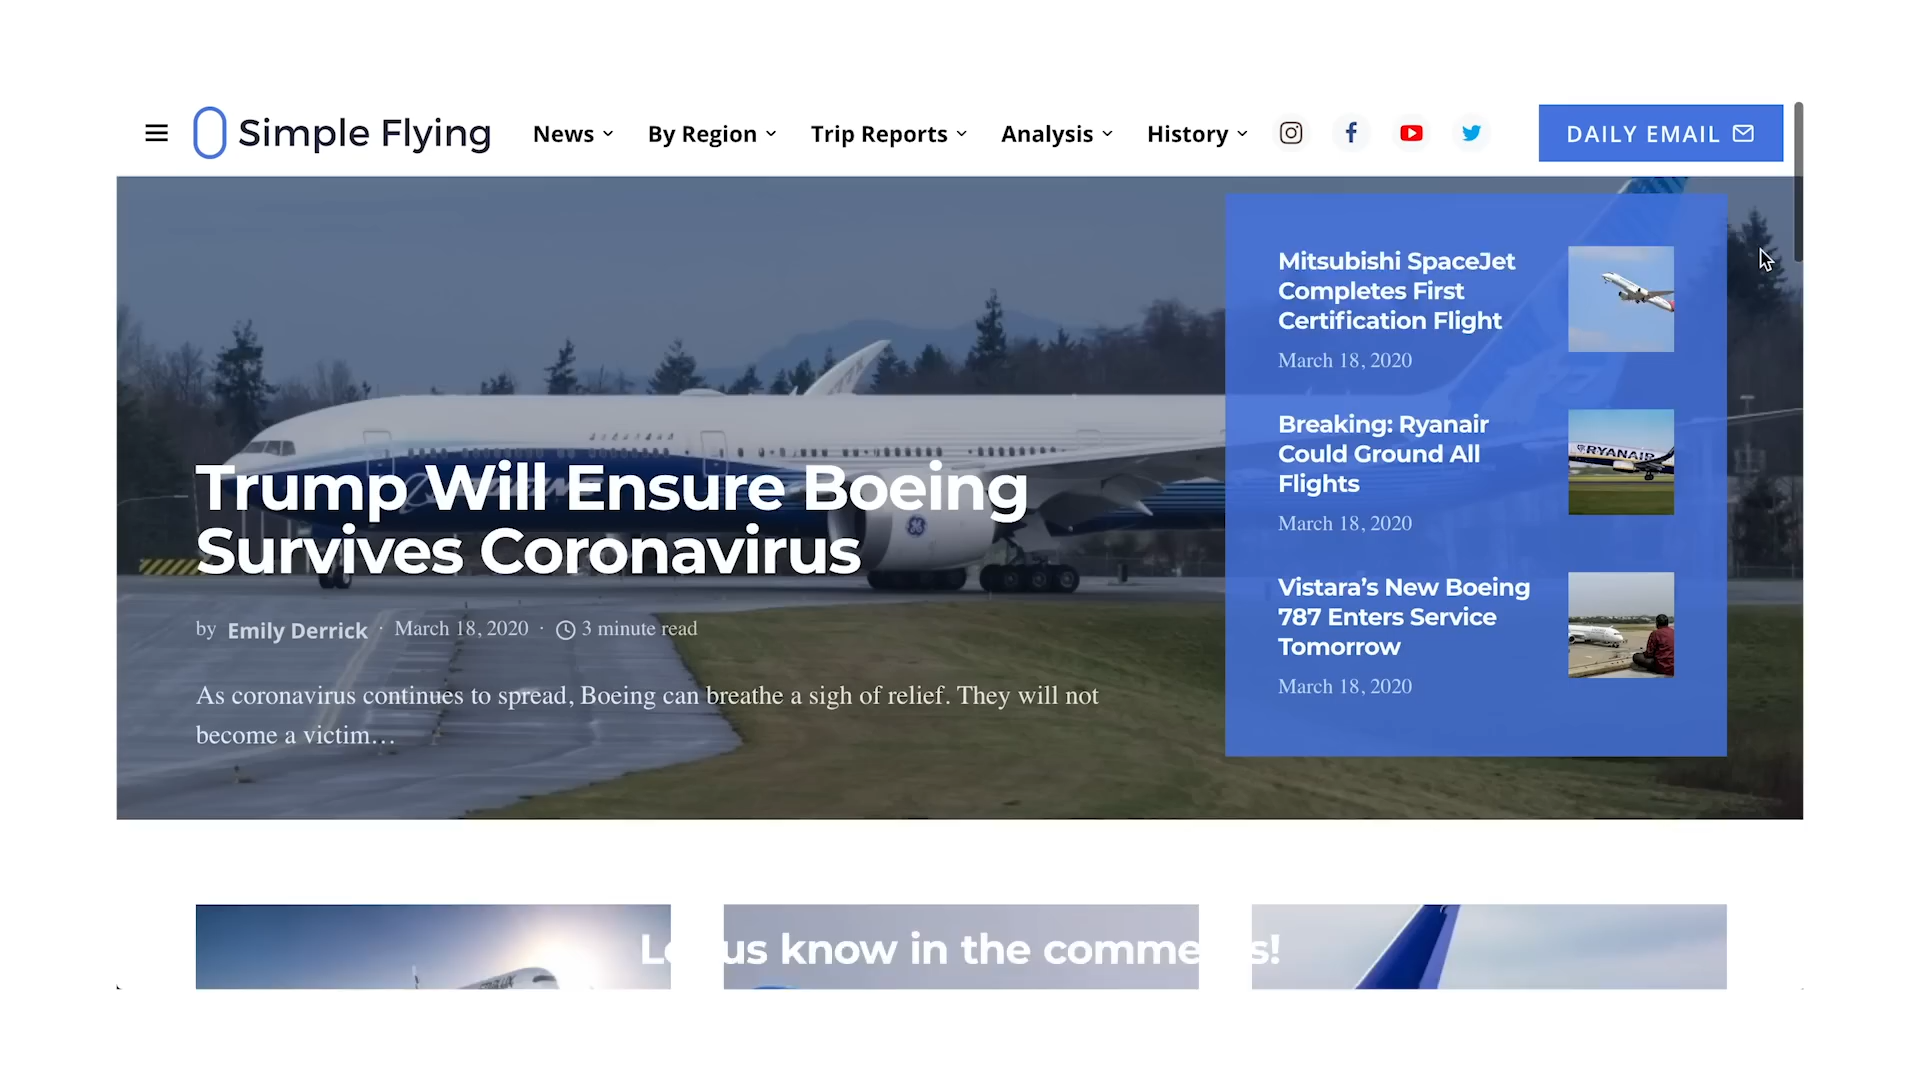 Simple Flying
News
By Region
Trip Reports
Analysis
History
DAILY EMAIL
Trump Will Ensure Boeing
Survives Coronavirus
by Emily Derrick · March 18, 2020 · 3 minute read
As coronavirus continues to spread, Boeing can breathe a sigh of relief. They will not
become a victim…
Mitsubishi SpaceJet
Completes First
Certification Flight
March 18, 2020
Breaking: Ryanair
Could Ground All
Flights
March 18, 2020
RYANAIR
Vistara’s New Boeing
787 Enters Service
Tomorrow
March 18, 2020
Let us know in the comments!